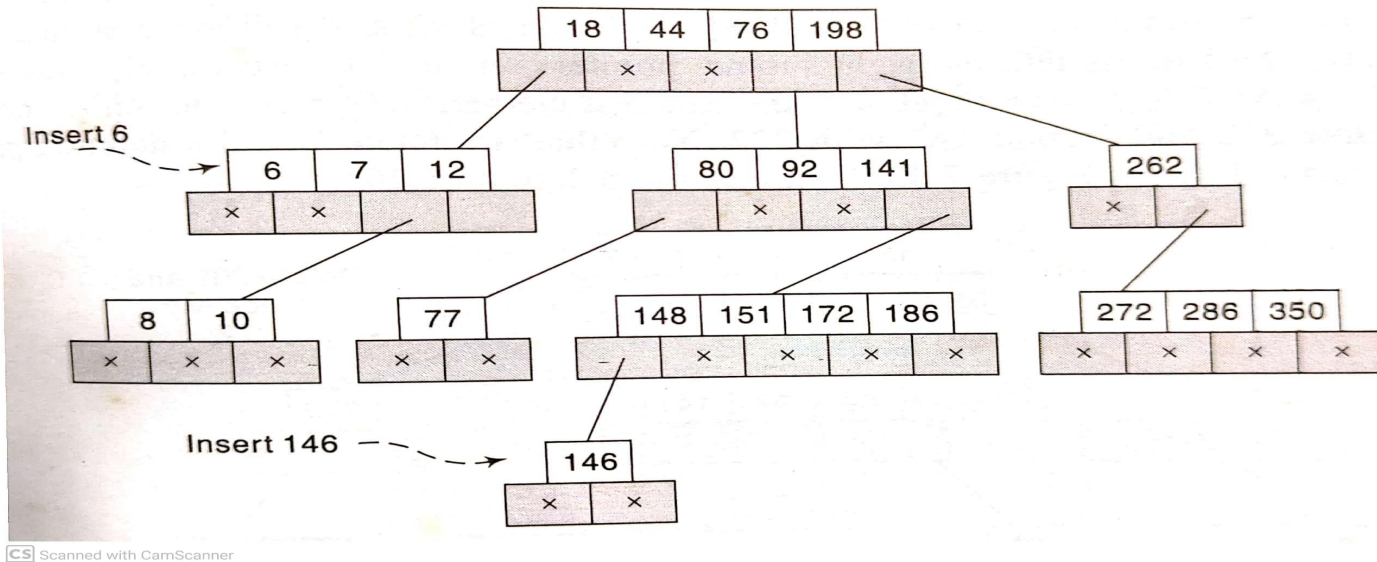 18 44 76 198
× ×
Insert 6
6 7 12
80 92 141
262
× ×
× ×
×
8 10
77
148 151 172 186
272 286 350
× × ×
× ×
× × × ×
× × × ×
Insert 146
146
× ×
CS Scanned with CamScanner